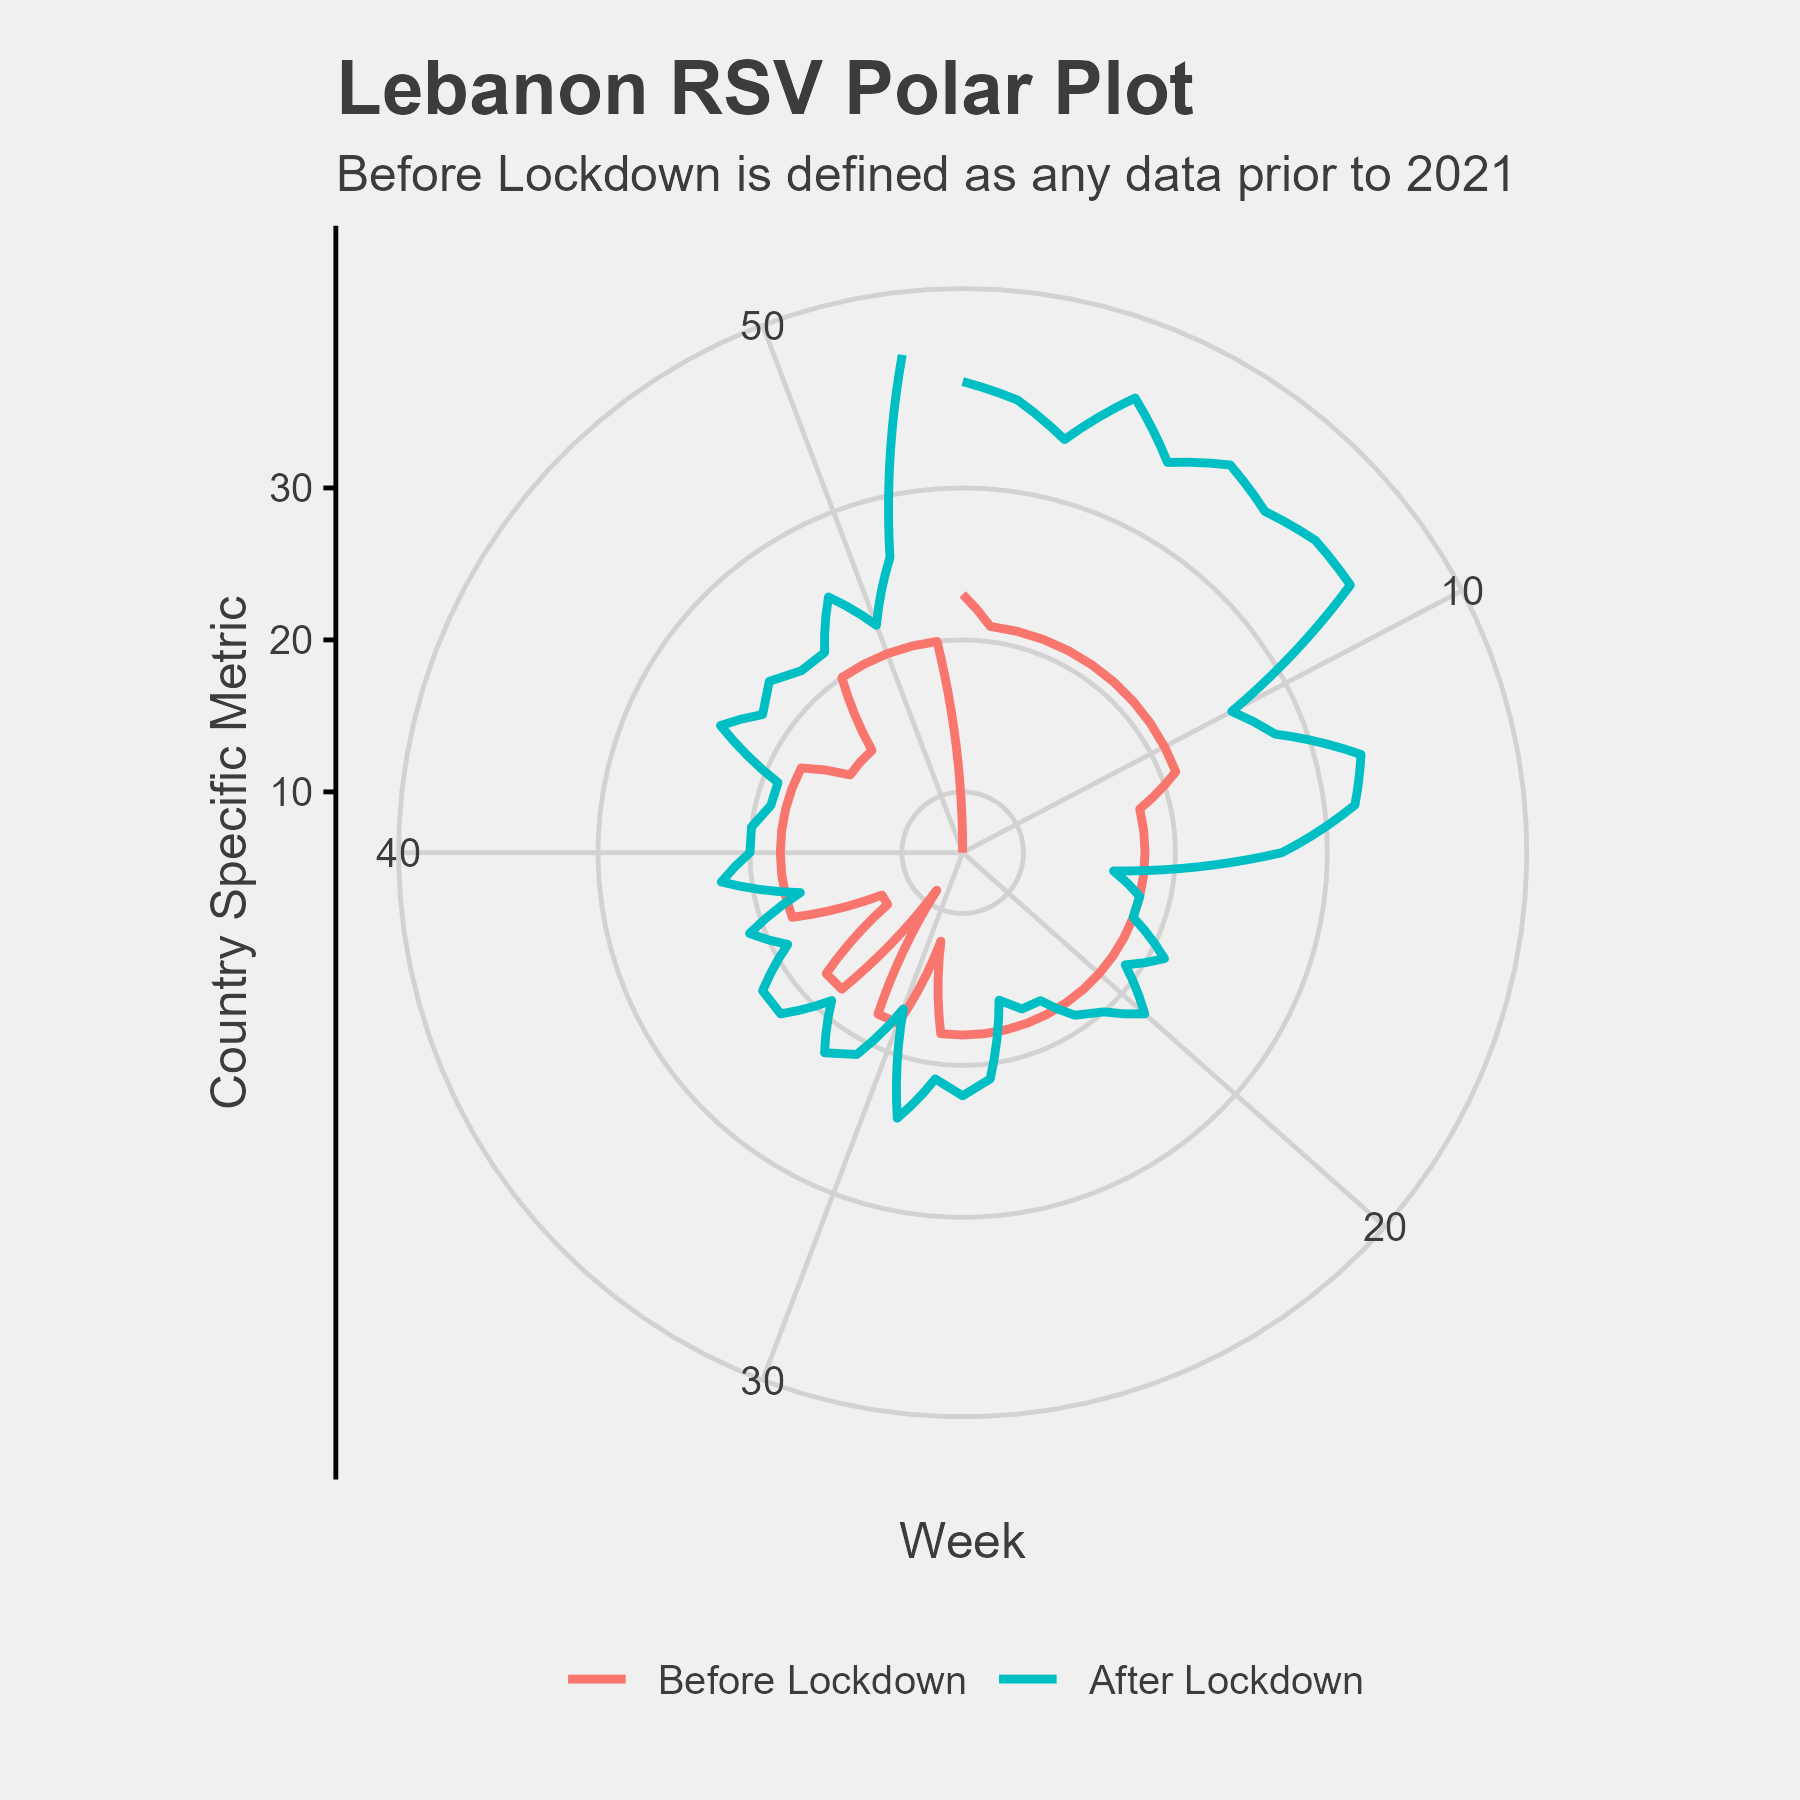 Lebanon RSV Polar Plot
Before Lockdown is defined as any data prior to 2021
50
30
10
20
10
40
20
30
Country Specific Metric
Week
Before Lockdown
After Lockdown